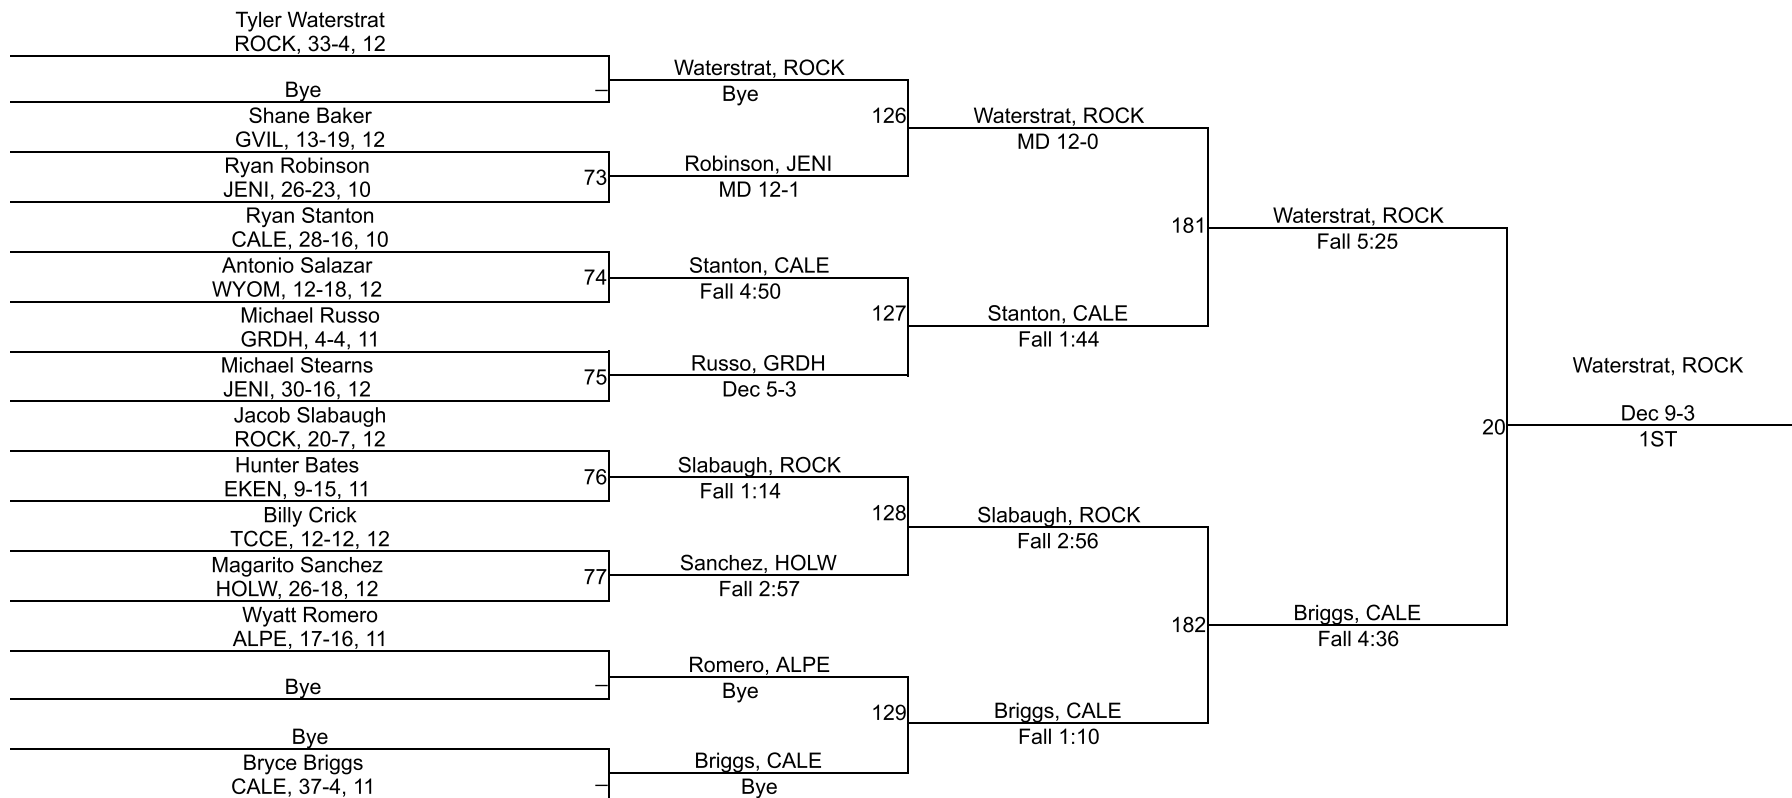 Tyler Waterstrat
ROCK, 33-4, 12
Bye
Shane Baker
GVIL, 13-19, 12
Ryan Robinson
JENI, 26-23, 10
Ryan Stanton
CALE, 28-16, 10
Antonio Salazar
WYOM, 12-18, 12
Michael Russo
GRDH, 4-4, 11
Michael Stearns
JENI, 30-16, 12
Jacob Slabaugh
ROCK, 20-7, 12
Hunter Bates
EKEN, 9-15, 11
Billy Crick
TCCE, 12-12, 12
Magarito Sanchez
HOLW, 26-18, 12
Wyatt Romero
ALPE, 17-16, 11
Bye
Bye
Bryce Briggs
CALE, 37-4, 11
–
73
74
75
76
77
–
–
Waterstrat, ROCK
Bye
Robinson, JENI
MD 12-1
Stanton, CALE
Fall 4:50
Russo, GRDH
Dec 5-3
Slabaugh, ROCK
Fall 1:14
Sanchez, HOLW
Fall 2:57
Romero, ALPE
Bye
Briggs, CALE
Bye
126
127
128
129
Waterstrat, ROCK
MD 12-0
Stanton, CALE
Fall 1:44
Slabaugh, ROCK
Fall 2:56
Briggs, CALE
Fall 1:10
181
182
Waterstrat, ROCK
Fall 5:25
Briggs, CALE
Fall 4:36
20
Waterstrat, ROCK
Dec 9-3
1ST